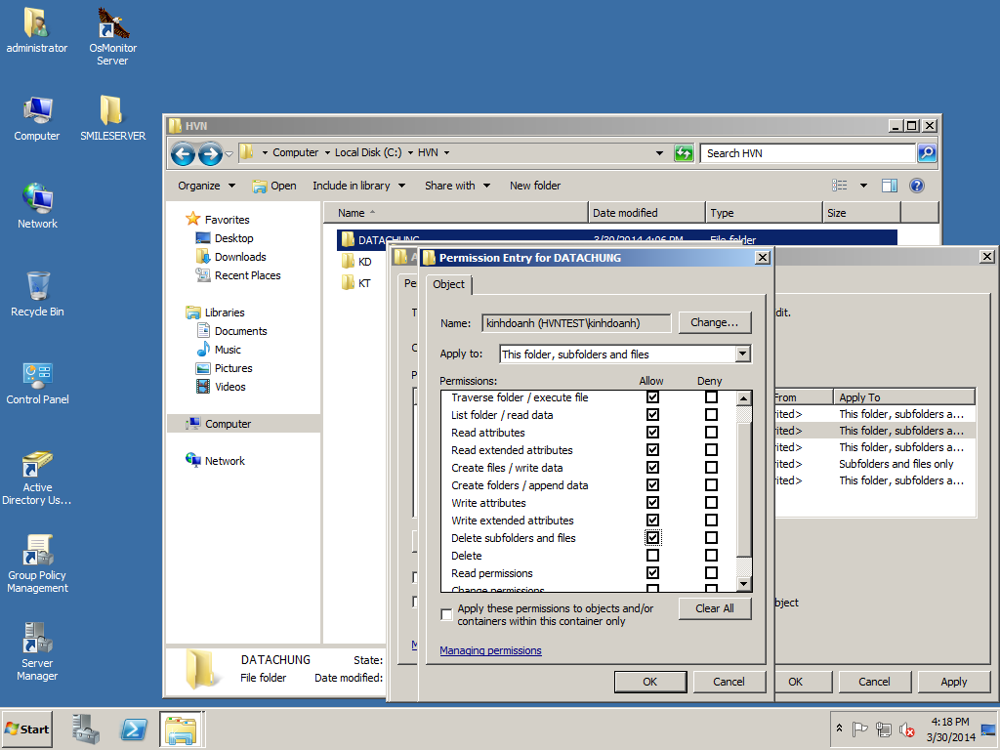 administrator
OsMonitor
Server
Computer
SMILESERVER
Network
Recycle Bin
Control Panel
Active
Directory Us...
Group Policy
Management
Server
Manager
HVN
Computer
Local Disk (C:)
HVN
Search HVN
Organize
Open
Include in library
Share with
New folder
Favorites
Desktop
Downloads
Recent Places
Libraries
Documents
Music
Pictures
Videos
Computer
Network
Name
Date modified
Type
Size
DATACHUNG
3/30/2014 4:06 PM
File folder
KD
KT
DATACHUNG
State:
File folder
Date modified:
A
Pe
T
C
P
M
Permission Entry for DATACHUNG
Object
Name:
kinhdoanh (HVNTEST\kinhdoanh)
Change...
Apply to:
This folder, subfolders and files
Permissions:
Allow
Deny
Traverse folder / execute file
List folder / read data
Read attributes
Read extended attributes
Create files / write data
Create folders / append data
Write attributes
Write extended attributes
Delete subfolders and files
Delete
Read permissions
Change permissions
Apply these permissions to objects and/or
containers within this container only
Clear All
Managing permissions
OK
Cancel
dit.
From
Apply To
rited>
This folder, subfolders a...
rited>
This folder, subfolders a...
rited>
This folder, subfolders a...
rited>
Subfolders and files only
rited>
This folder, subfolders a...
bject
OK
Cancel
Apply
Start
4:18 PM
3/30/2014